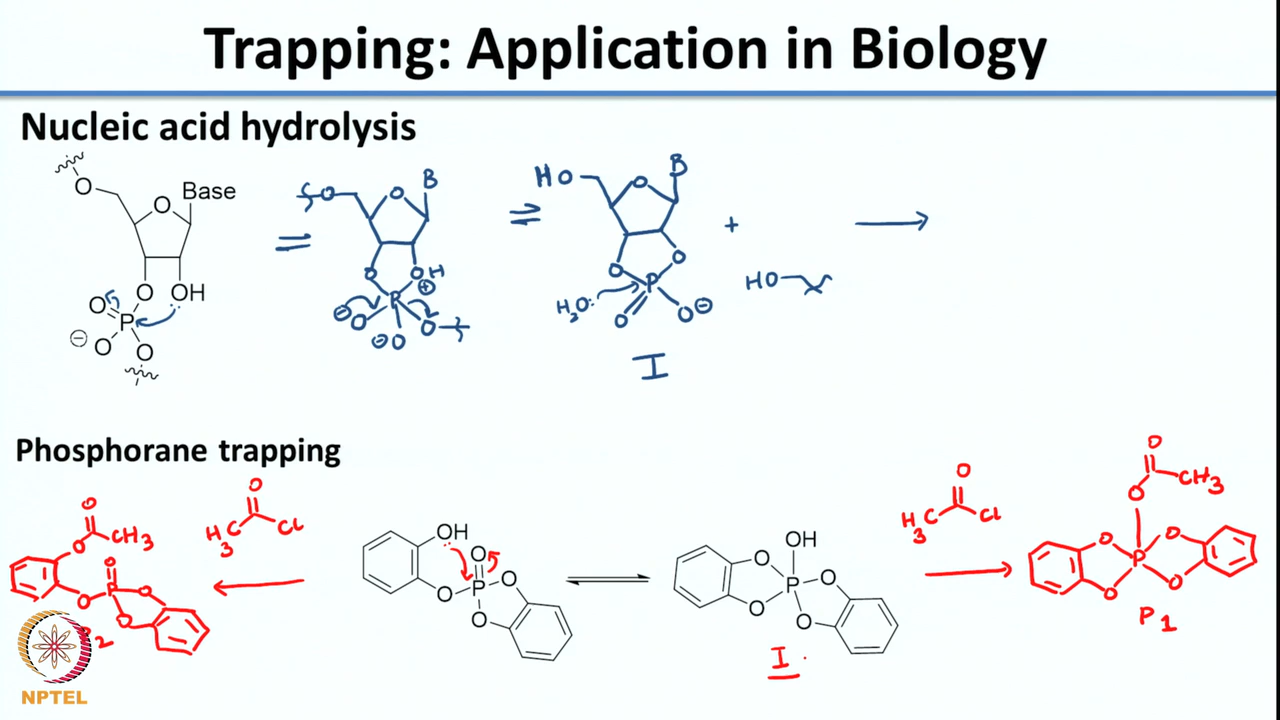 Trapping: Application in Biology
Nucleic acid hydrolysis
O
Base
O
O
OH
O
P
⊖
O
O
O
O
B
O
OH
⊕
P
⊖
O
⊖O
O
HO
O
B
O
O
P
H₂O:
O
O⊖
I
+
HO
Phosphorane trapping
O
CH3
O
O
P
O
O
O
2
O
H3C
Cl
OH
O
P
O
O
O
OH
O
O
P
O
O
I
O
H3C
Cl
O
CH3
O
O
O
P
O
O
P1
NPTEL